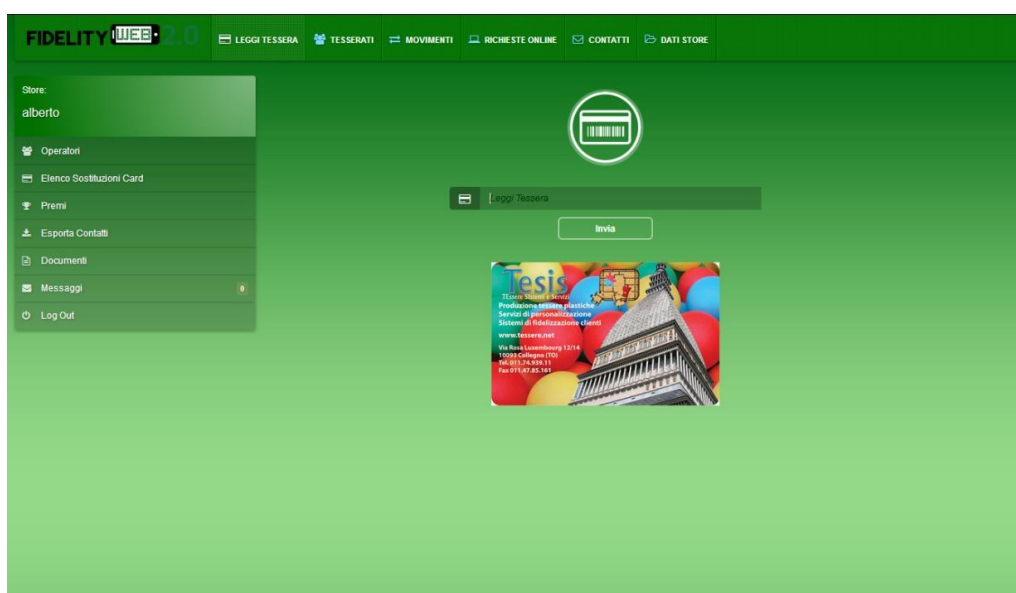 FIDELITY WEB 2.0
LEGGI TESSERA
TESSERATI
MOVIMENTI
RICHIESTE ONLINE
CONTATTI
DATI STORE
Store:
alberto
Operatori
Elenco Sostituzioni Card
Premi
Esporta Contatti
Documenti
Messaggi 0
Log Out
Leggi Tessera
Invia
Tesis
TEssere SIstemi e Servizi
Produzione tessere plastiche
Servizi di personalizzazione
Sistemi di fidelizzazione clienti
www.tessere.net
Via Rosa Luxembourg 12/14
10093 Collegno (TO)
Tel. 011.74.939.11
Fax 011.47.85.161